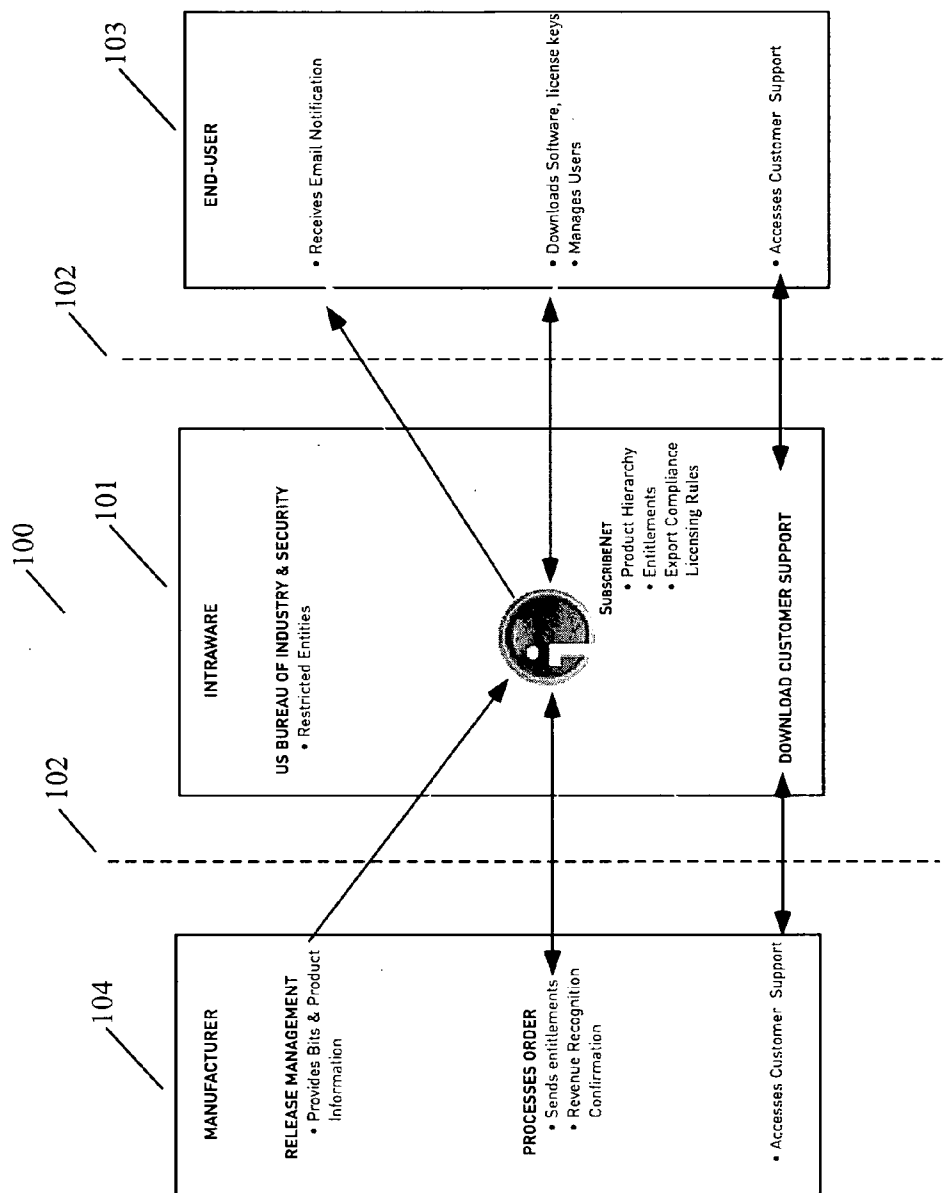 100
104
102
101
102
103
MANUFACTURER
RELEASE MANAGEMENT
• Provides Bits & Product
Information
PROCESSES ORDER
• Sends entitlements
• Revenue Recognition
Confirmation
• Accesses Customer Support
INTRAWARE
US BUREAU OF INDUSTRY & SECURITY
• Restricted Entities
SUBSCRIBENET
• Product Hierarchy
• Entitlements
• Export Compliance
Licensing Rules
DOWNLOAD CUSTOMER SUPPORT
END-USER
• Receives Email Notification
• Downloads Software, license keys
• Manages Users
• Accesses Customer Support